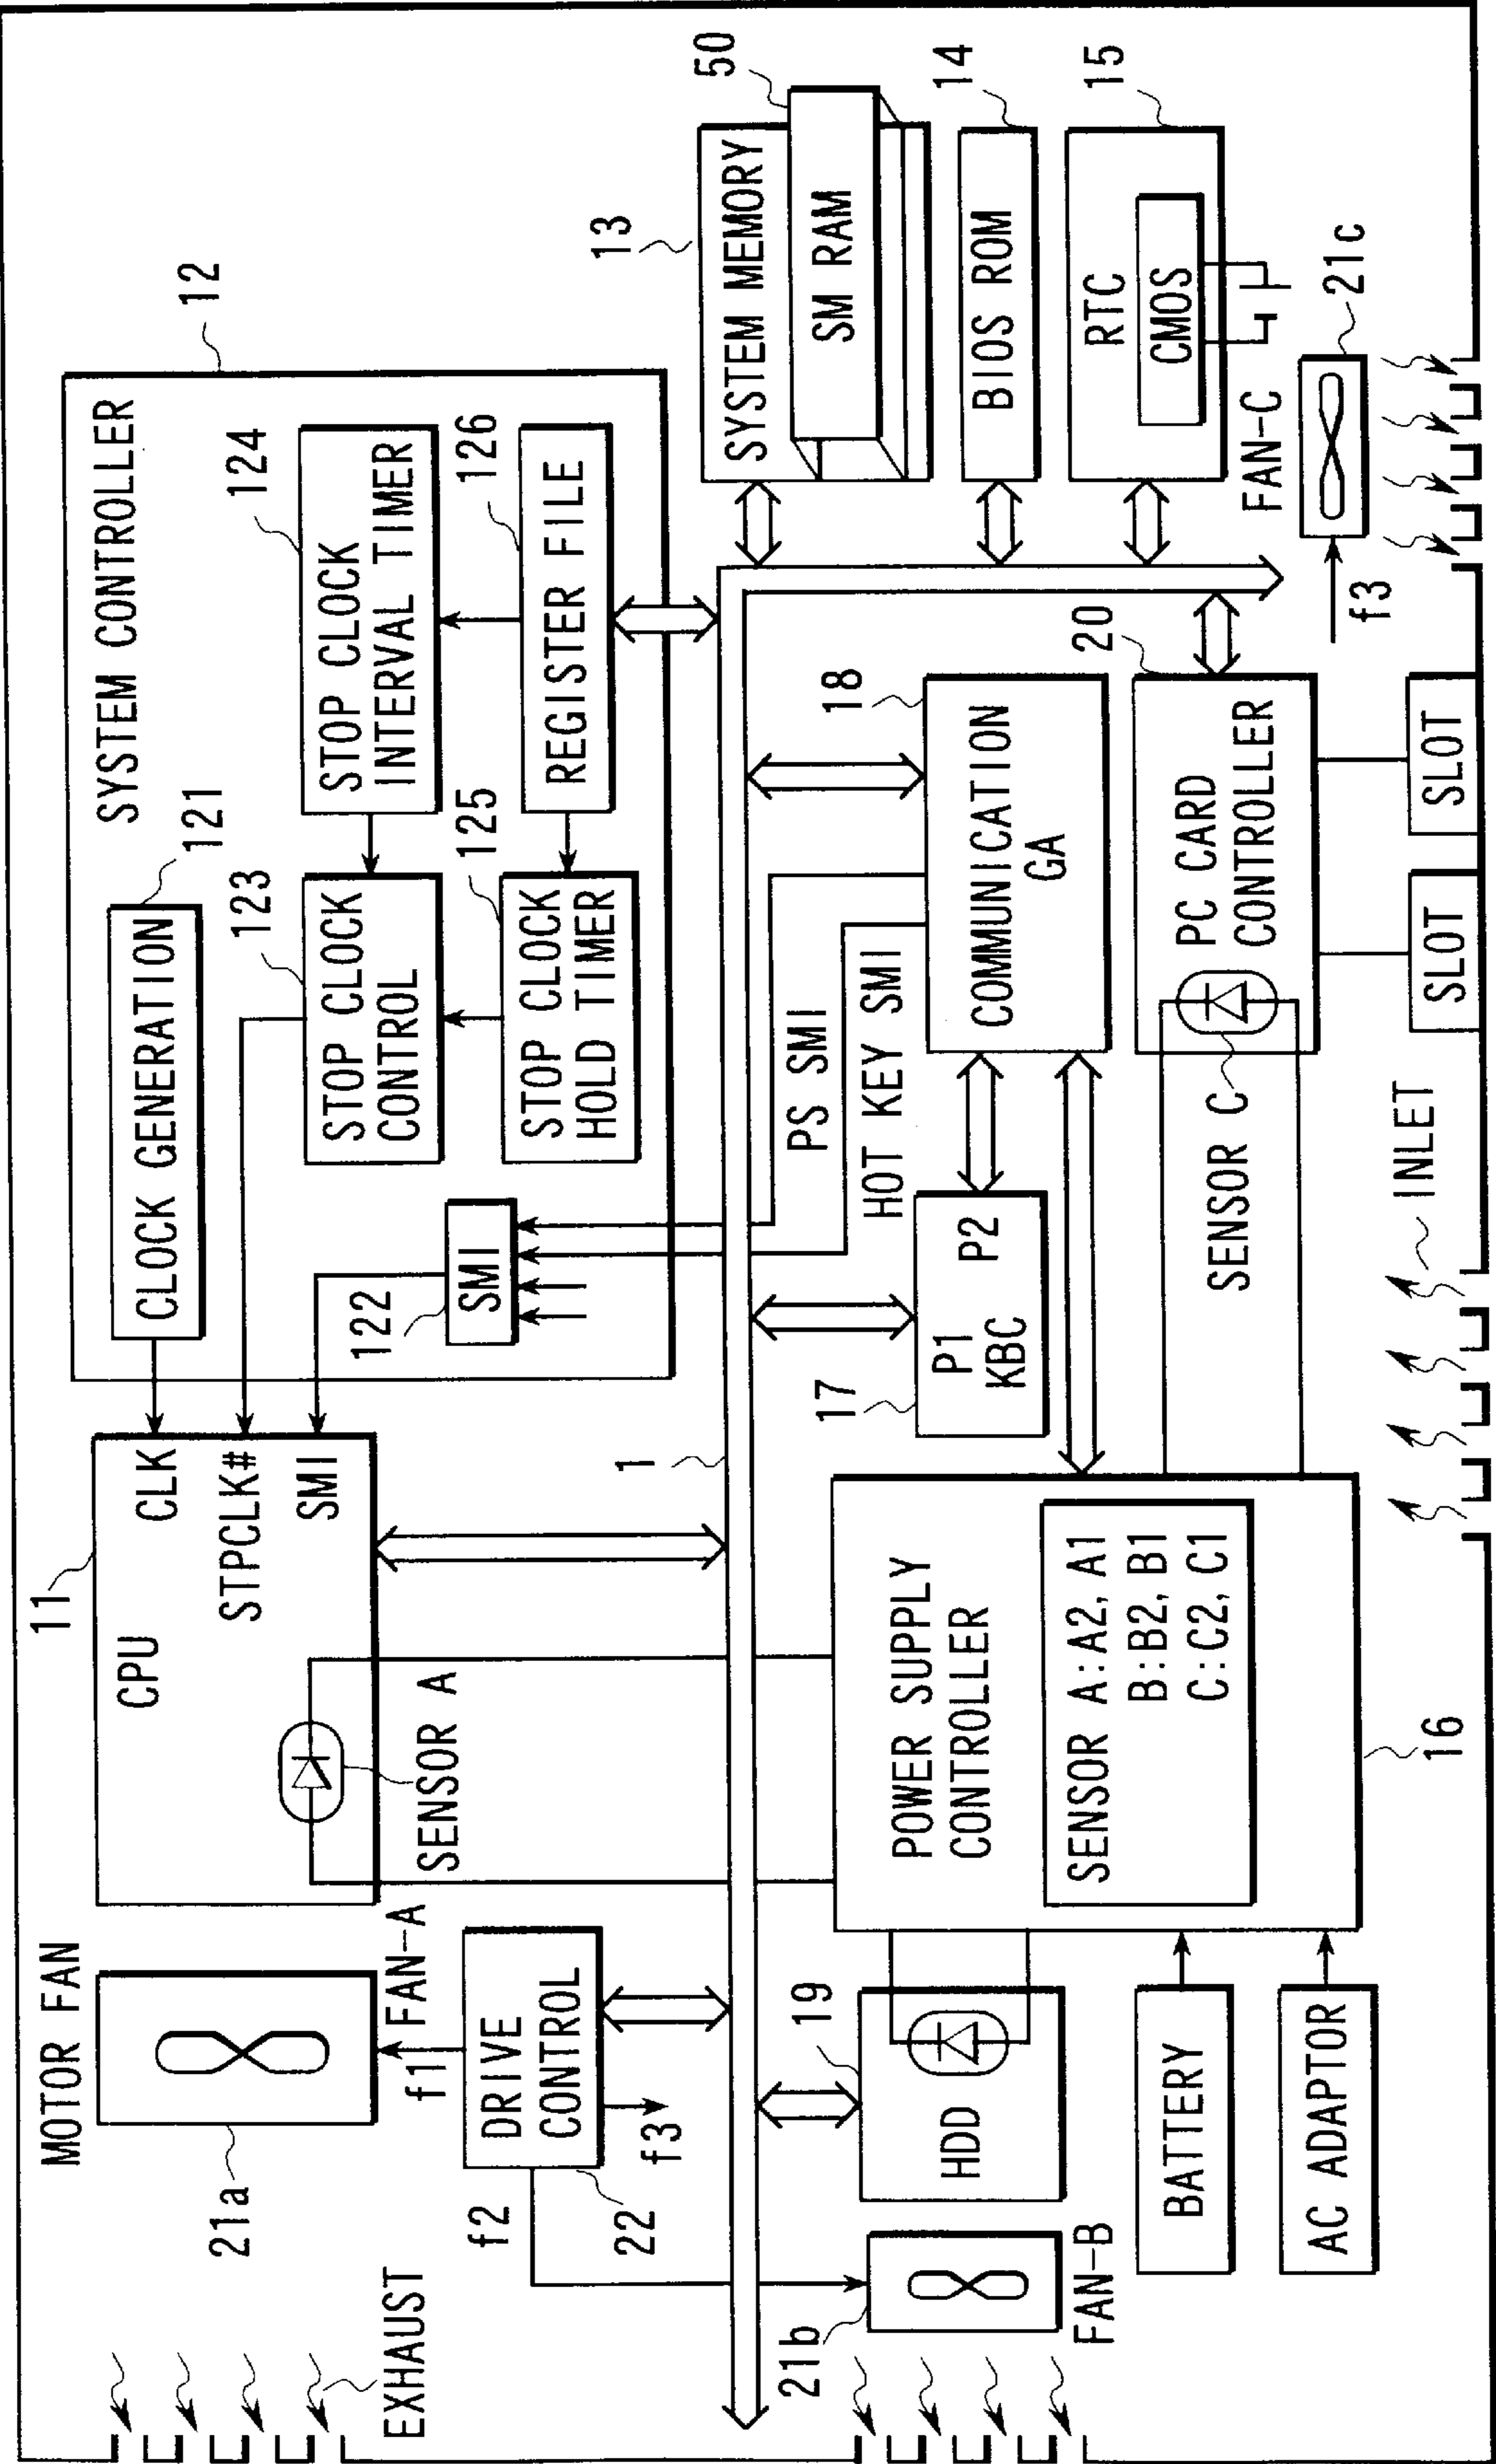 MOTOR FAN
21a
FAN-A
f1
EXHAUST
f2
DRIVE
CONTROL
22
f3
11
CPU
CLK
STPCLK#
SMI
SENSOR A
12
SYSTEM CONTROLLER
CLOCK GENERATION
121
STOP CLOCK
CONTROL
123
STOP CLOCK
INTERVAL TIMER
124
STOP CLOCK
HOLD TIMER
125
REGISTER FILE
126
SMI
122
1
13
SYSTEM MEMORY
SM RAM
50
BIOS ROM
14
RTC
CMOS
15
PS SMI
HOT KEY SMI
COMMUNICATION
GA
18
17
P1 P2
KBC
21b
FAN-B
HDD
19
BATTERY
AC ADAPTOR
POWER SUPPLY
CONTROLLER
SENSOR A:A2, A1
B:B2, B1
C:C2, C1
16
SENSOR C
PC CARD
CONTROLLER
20
SLOT
SLOT
INLET
FAN-C
21c
f3